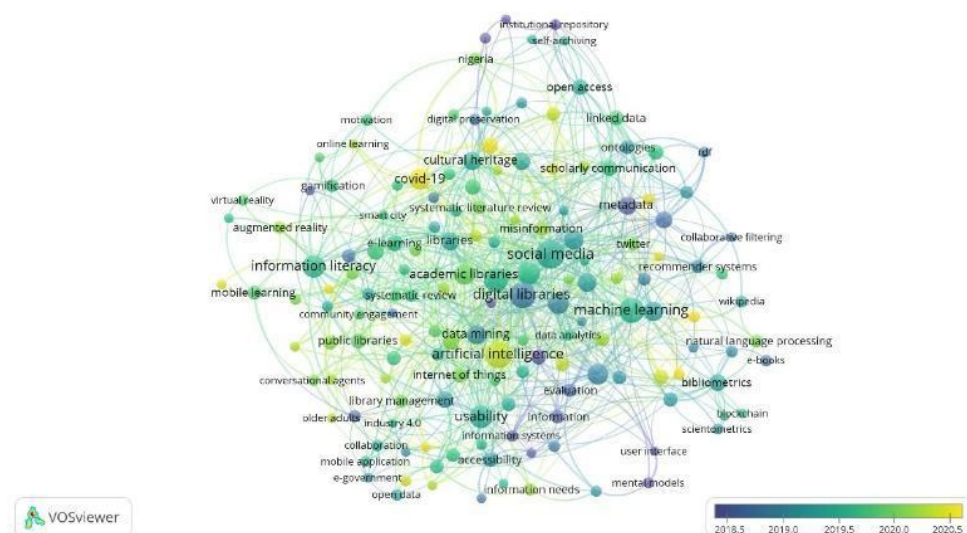 institutional repository
self-archiving
nigeria
open access
motivation
digital preservation
linked data
online learning
ontologies
rdf
cultural heritage
scholarly communication
covid-19
gamification
virtual reality
systematic literature review
metadata
smart city
augmented reality
misinformation
collaborative filtering
e-learning
libraries
twitter
social media
information literacy
academic libraries
recommender systems
mobile learning
systematic review
digital libraries
wikipedia
community engagement
machine learning
data mining
data analytics
public libraries
natural language processing
artificial intelligence
e-books
conversational agents
internet of things
bibliometrics
evaluation
library management
older adults
industry 4.0
usability
information
blockchain
scientometrics
information systems
collaboration
user interface
mobile application
accessibility
e-government
mental models
open data
information needs
VOSviewer
2018.5 2019.0 2019.5 2020.0 2020.5